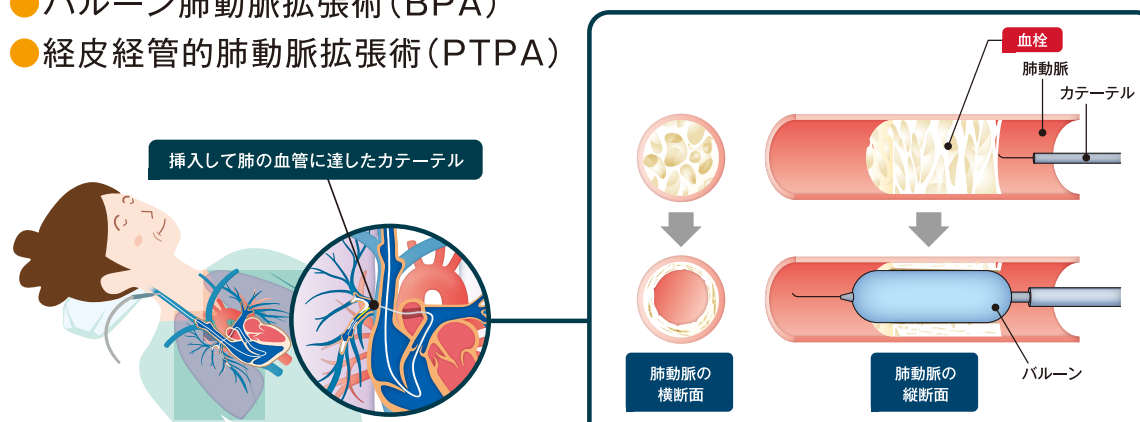 ●バルーン肺動脈拡張術(BPA)
●経皮経管的肺動脈拡張術(PTPA)
挿入して肺の血管に達したカテーテル
血栓
肺動脈
カテーテル
肺動脈の
横断面
肺動脈の
縦断面
バルーン